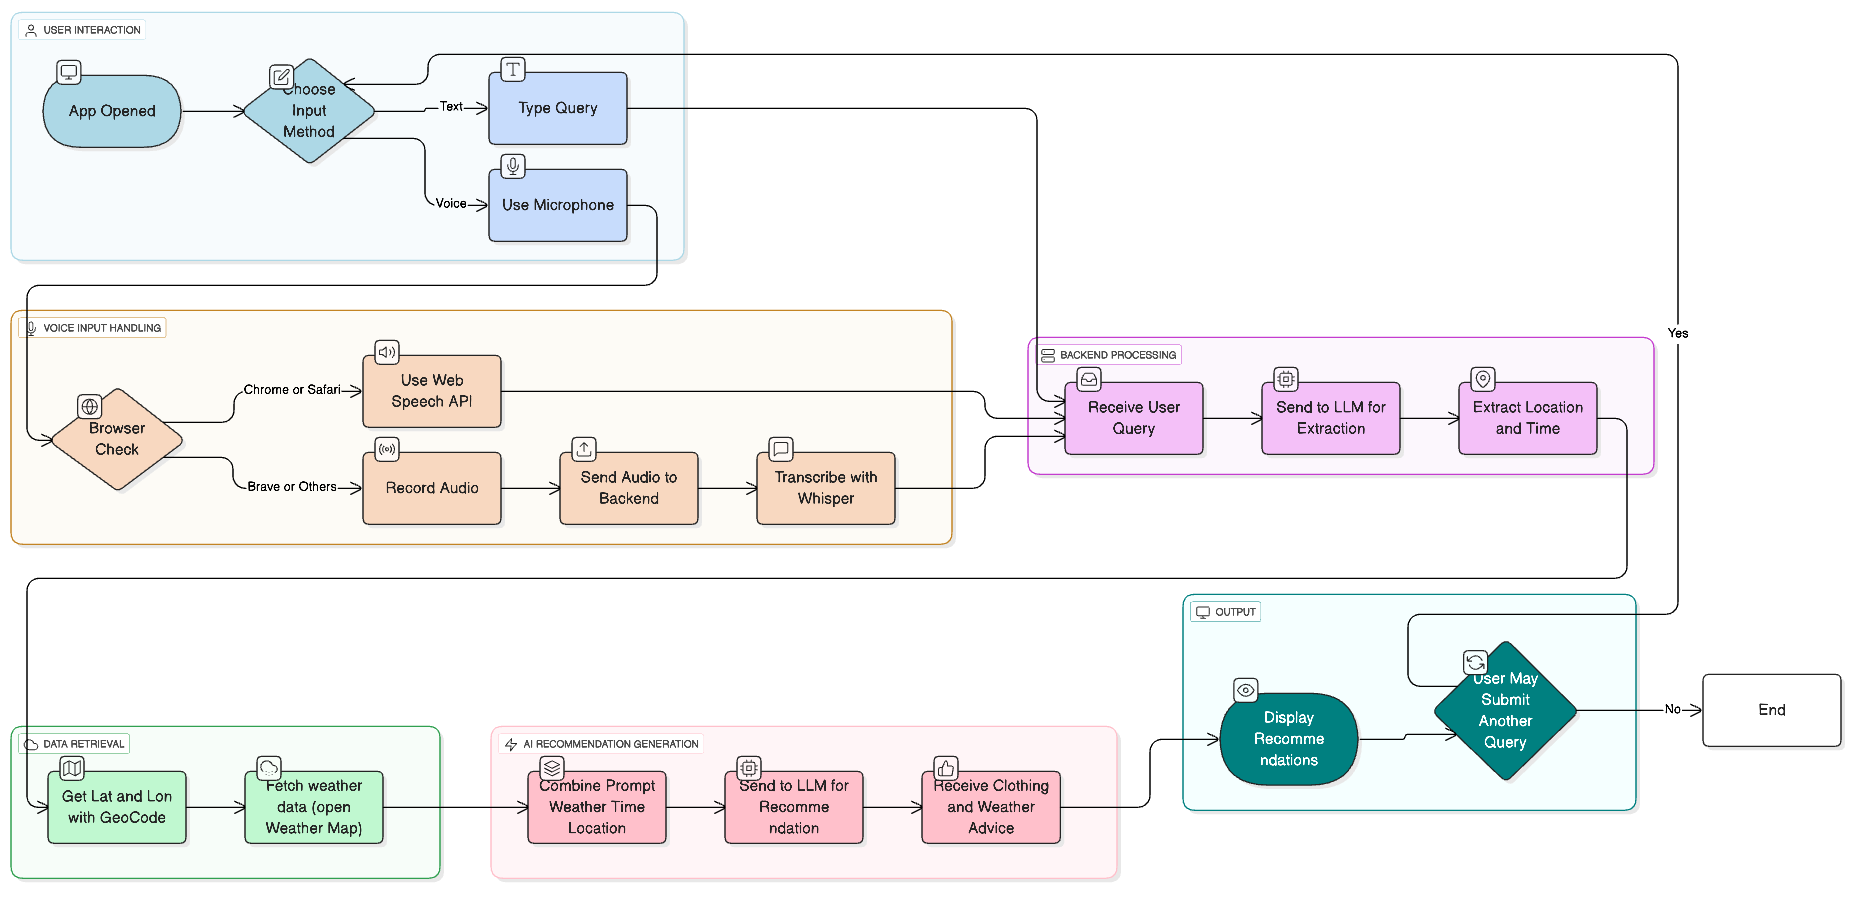 USER INTERACTION
App Opened
Choose
Input
Method
Text
Type Query
Voice
Use Microphone
Yes
VOICE INPUT HANDLING
Browser
Check
Chrome or Safari
Use Web
Speech API
Brave or Others
Record Audio
Send Audio to
Backend
Transcribe with
Whisper
BACKEND PROCESSING
Receive User
Query
Send to LLM for
Extraction
Extract Location
and Time
DATA RETRIEVAL
Get Lat and Lon
with GeoCode
Fetch weather
data (open
Weather Map)
AI RECOMMENDATION GENERATION
Combine Prompt
Weather Time
Location
Send to LLM for
Recomme
ndation
Receive Clothing
and Weather
Advice
OUTPUT
Display
Recomme
ndations
User May
Submit
Another
Query
No
End